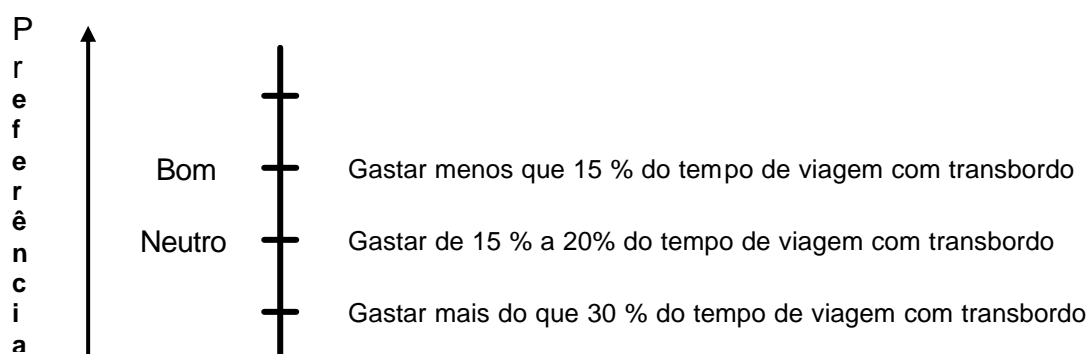 Preferência
Bom Gastar menos que 15 % do tempo de viagem com transbordo
Neutro Gastar de 15 % a 20% do tempo de viagem com transbordo
Gastar mais do que 30 % do tempo de viagem com transbordo